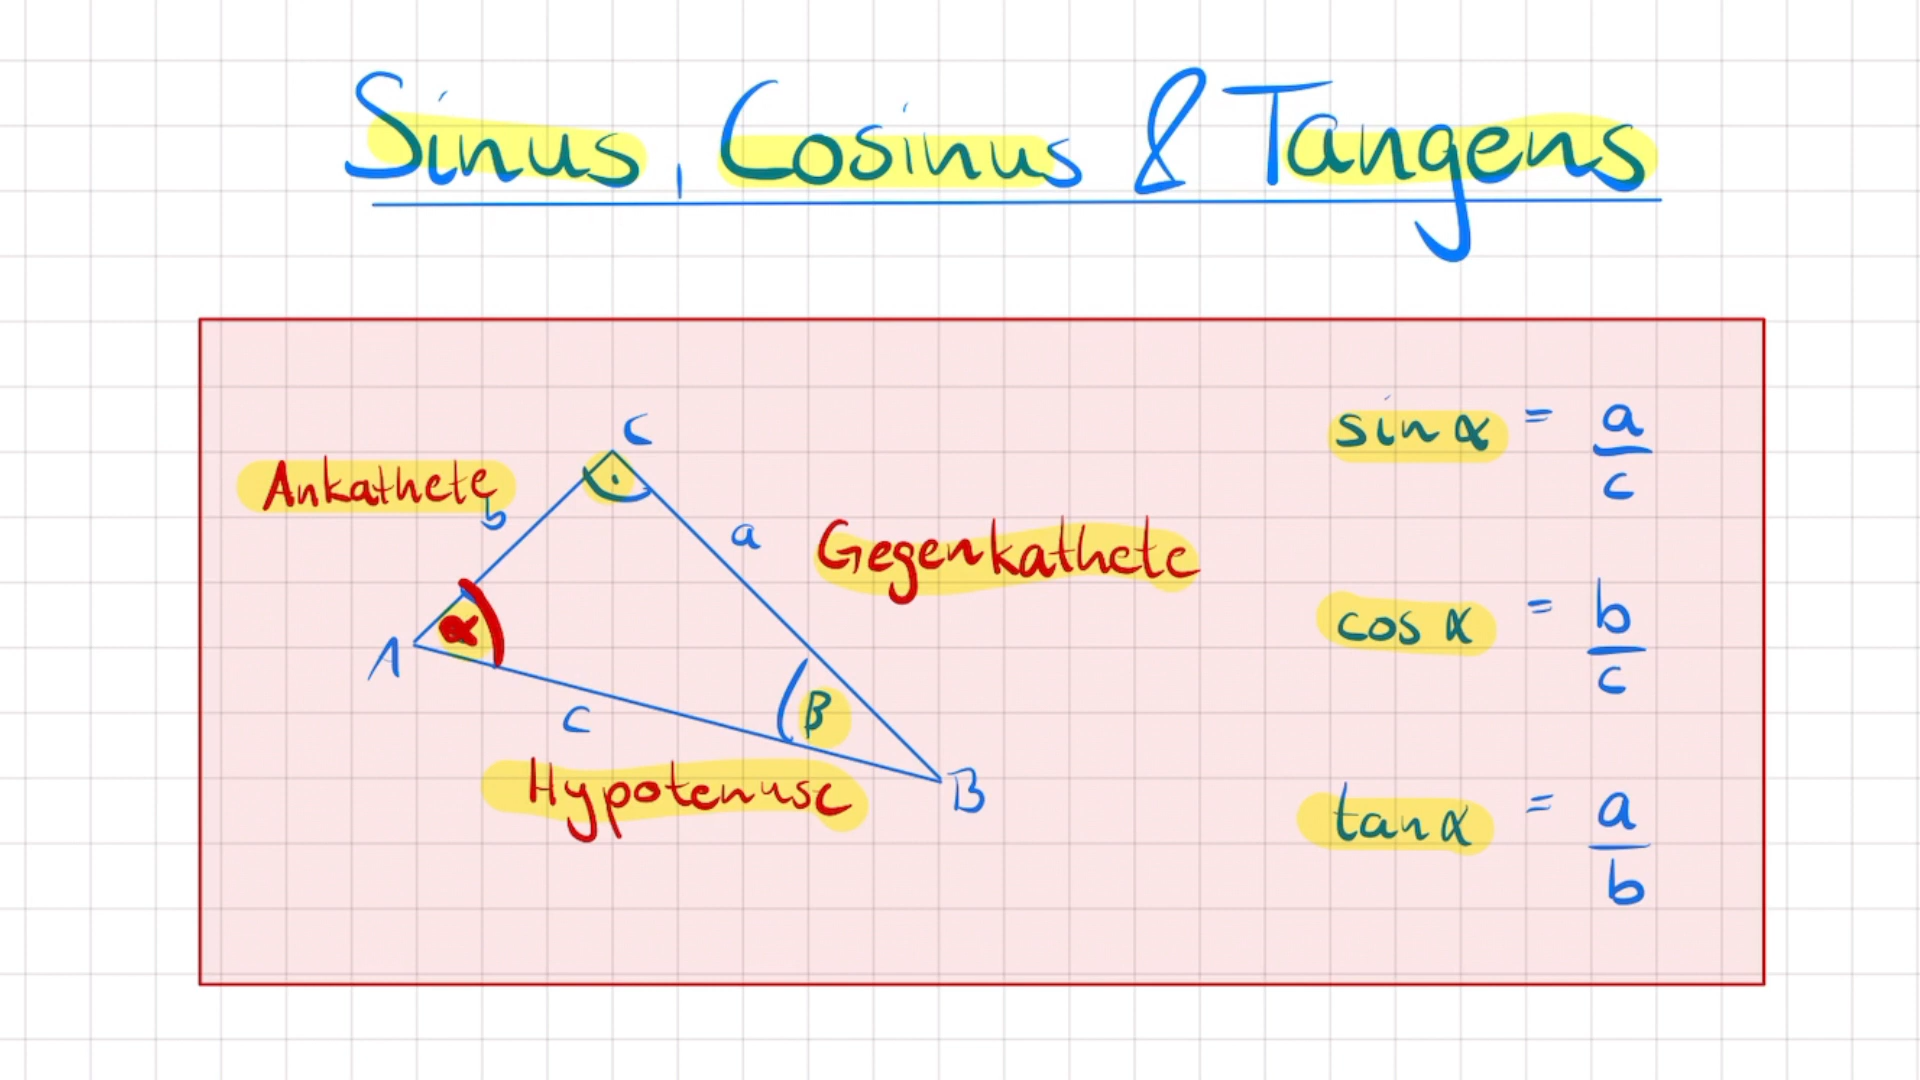 Sinus, Cosinus & Tangens
C
Ankathete
b
a
Gegenkathete
α
A
c
β
B
Hypotenuse
sin α = a/c
cos α = b/c
tan α = a/b